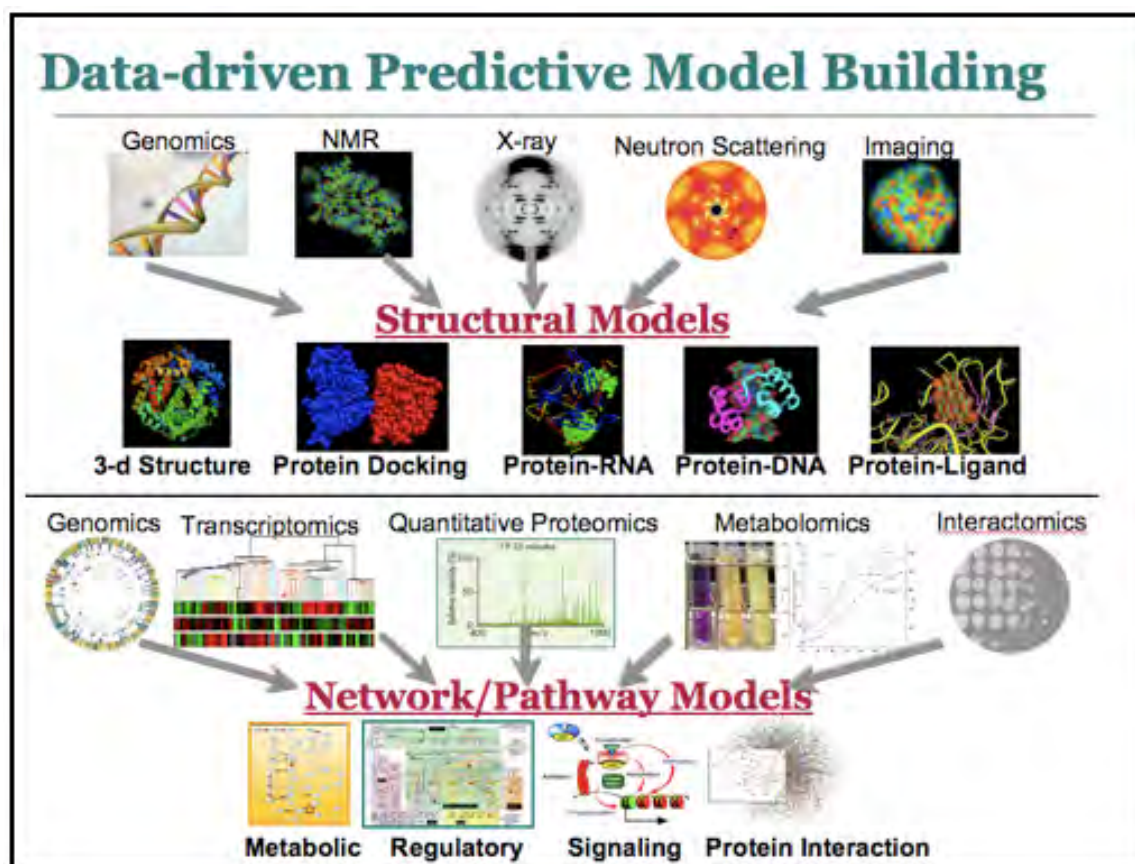 Data-driven Predictive Model Building
Genomics NMR X-ray Neutron Scattering Imaging
Structural Models
3-d Structure Protein Docking Protein-RNA Protein-DNA Protein-Ligand
Genomics Transcriptomics Quantitative Proteomics Metabolomics Interactomics
Network/Pathway Models
Metabolic Regulatory Signaling Protein Interaction